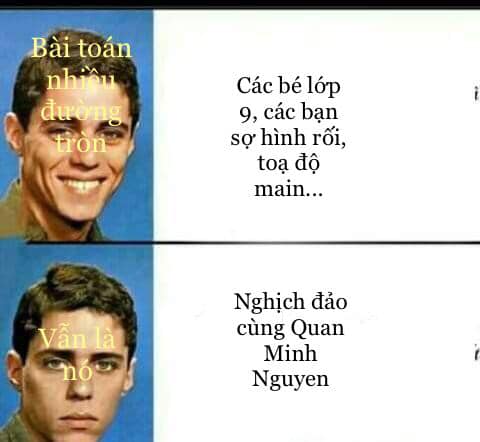 Bài toán
nhiều
đường
tròn
Các bé lớp
9, các bạn
sợ hình rối,
toạ độ
main...
Vẫn là
nó
Nghịch đảo
cùng Quan
Minh
Nguyen